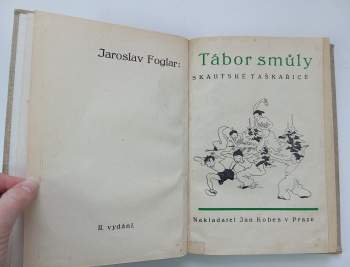 Jaroslav Foglar:
II. vydání.
Tábor smůly
SKAUTSKÉ TAŠKAŘICE
Nakladatel Jan Kobes v Praze